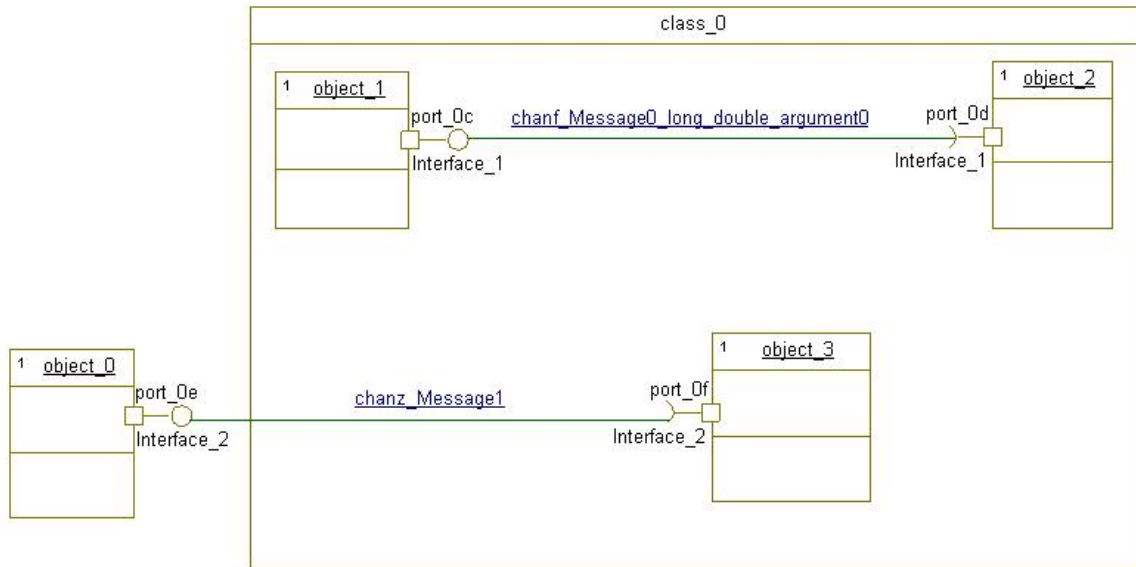 class_0
1 object_1
1 object_2
port_0c
chanf_Message0_long_double_argument0
port_0d
Interface_1
Interface_1
1 object_3
1 object_0
port_0e
chanz_Message1
port_0f
Interface_2
Interface_2